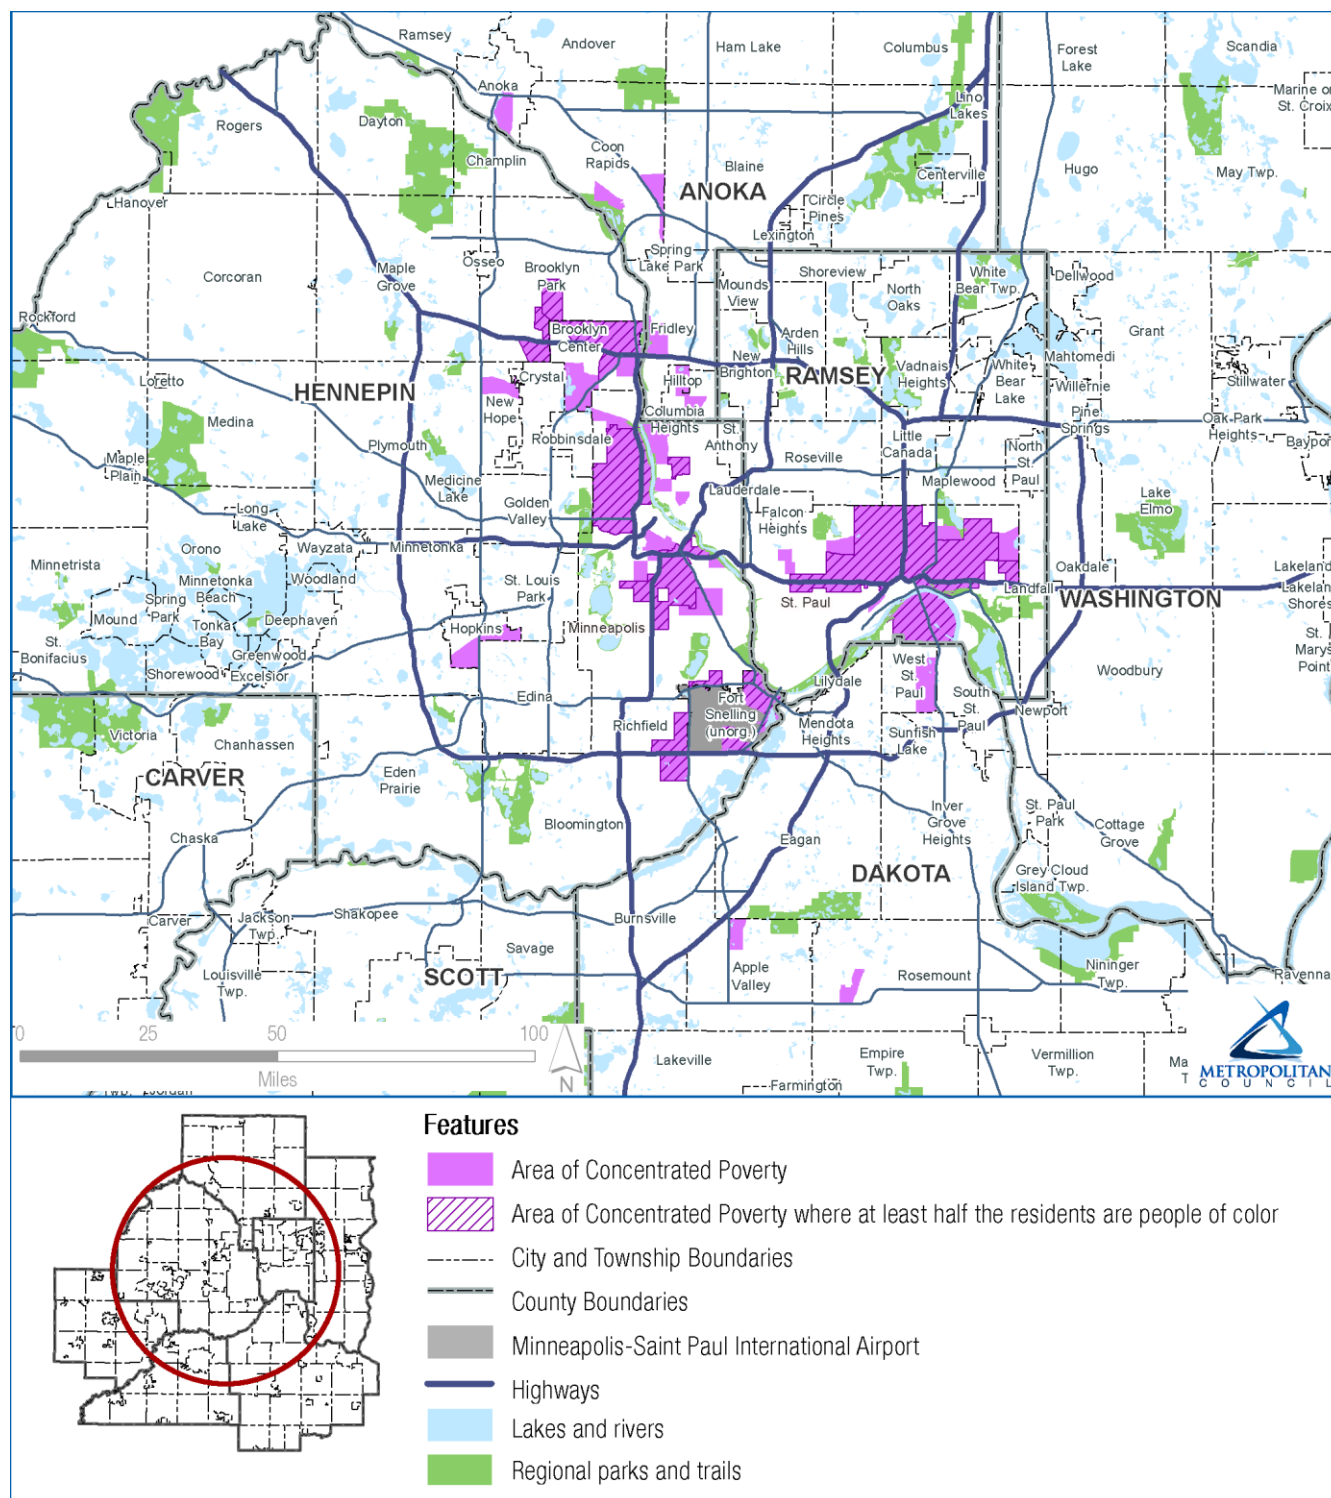 Ramsey
Andover
Ham Lake
Columbus
Forest
Lake
Scandia
Anoka
Marine on
St. Croix
Rogers
Dayton
Lino
Lakes
Coon
Rapids
Champlin
Blaine
Centerville
Hugo
May Twp.
ANOKA
Hanover
Circle
Pines
Lexington
Osseo
Spring
Lake Park
Corcoran
Maple
Grove
Brooklyn
Park
Shoreview
White
Bear Twp.
Dellwood
Mounds
View
North
Oaks
Rockford
Brooklyn
Center
Fridley
Arden
Hills
Grant
New
Brighton
Mahtomedi
Loretto
HENNEPIN
Crystal
Hilltop
RAMSEY
Vadnais
Heights
White
Bear
Lake
Willernie
Stillwater
New
Hope
Columbia
Heights
Pine
Springs
Medina
Oak Park
Heights
Bayport
Robbinsdale
St.
Anthony
Little
Canada
North
St.
Paul
Plymouth
Roseville
Maple
Plain
Medicine
Lake
Maplewood
Lauderdale
Lake
Elmo
Long
Lake
Golden
Valley
Falcon
Heights
Orono
Wayzata
Minnetonka
Minnetrista
Oakdale
Lakeland
Minnetonka
Beach
Woodland
St. Louis
Park
Landfall
Lakeland
Shores
Spring
Park
St. Paul
WASHINGTON
Mound
Tonka
Bay
Deephaven
Hopkins
Minneapolis
St.
Bonifacius
Greenwood
St.
Marys
Point
Shorewood
Excelsior
West
St.
Paul
Woodbury
Lilydale
Edina
Fort
Snelling
(unorg.)
South
St.
Paul
Newport
Victoria
Richfield
Mendota
Heights
Sunfish
Lake
Chanhassen
CARVER
Eden
Prairie
Inver
Grove
Heights
St. Paul
Park
Cottage
Grove
Chaska
Bloomington
Eagan
DAKOTA
Grey Cloud
Island Twp.
Carver
Jackson
Twp.
Shakopee
Burnsville
Savage
SCOTT
Louisville
Twp.
Apple
Valley
Rosemount
Nininger
Twp.
Ravenna
0 25 50 100
Miles
N
Lakeville
Empire
Twp.
Vermillion
Twp.
Ma
T
Farmington
Twp. Jordan
METROPOLITAN
COUNCIL
Features
Area of Concentrated Poverty
Area of Concentrated Poverty where at least half the residents are people of color
City and Township Boundaries
County Boundaries
Minneapolis-Saint Paul International Airport
Highways
Lakes and rivers
Regional parks and trails